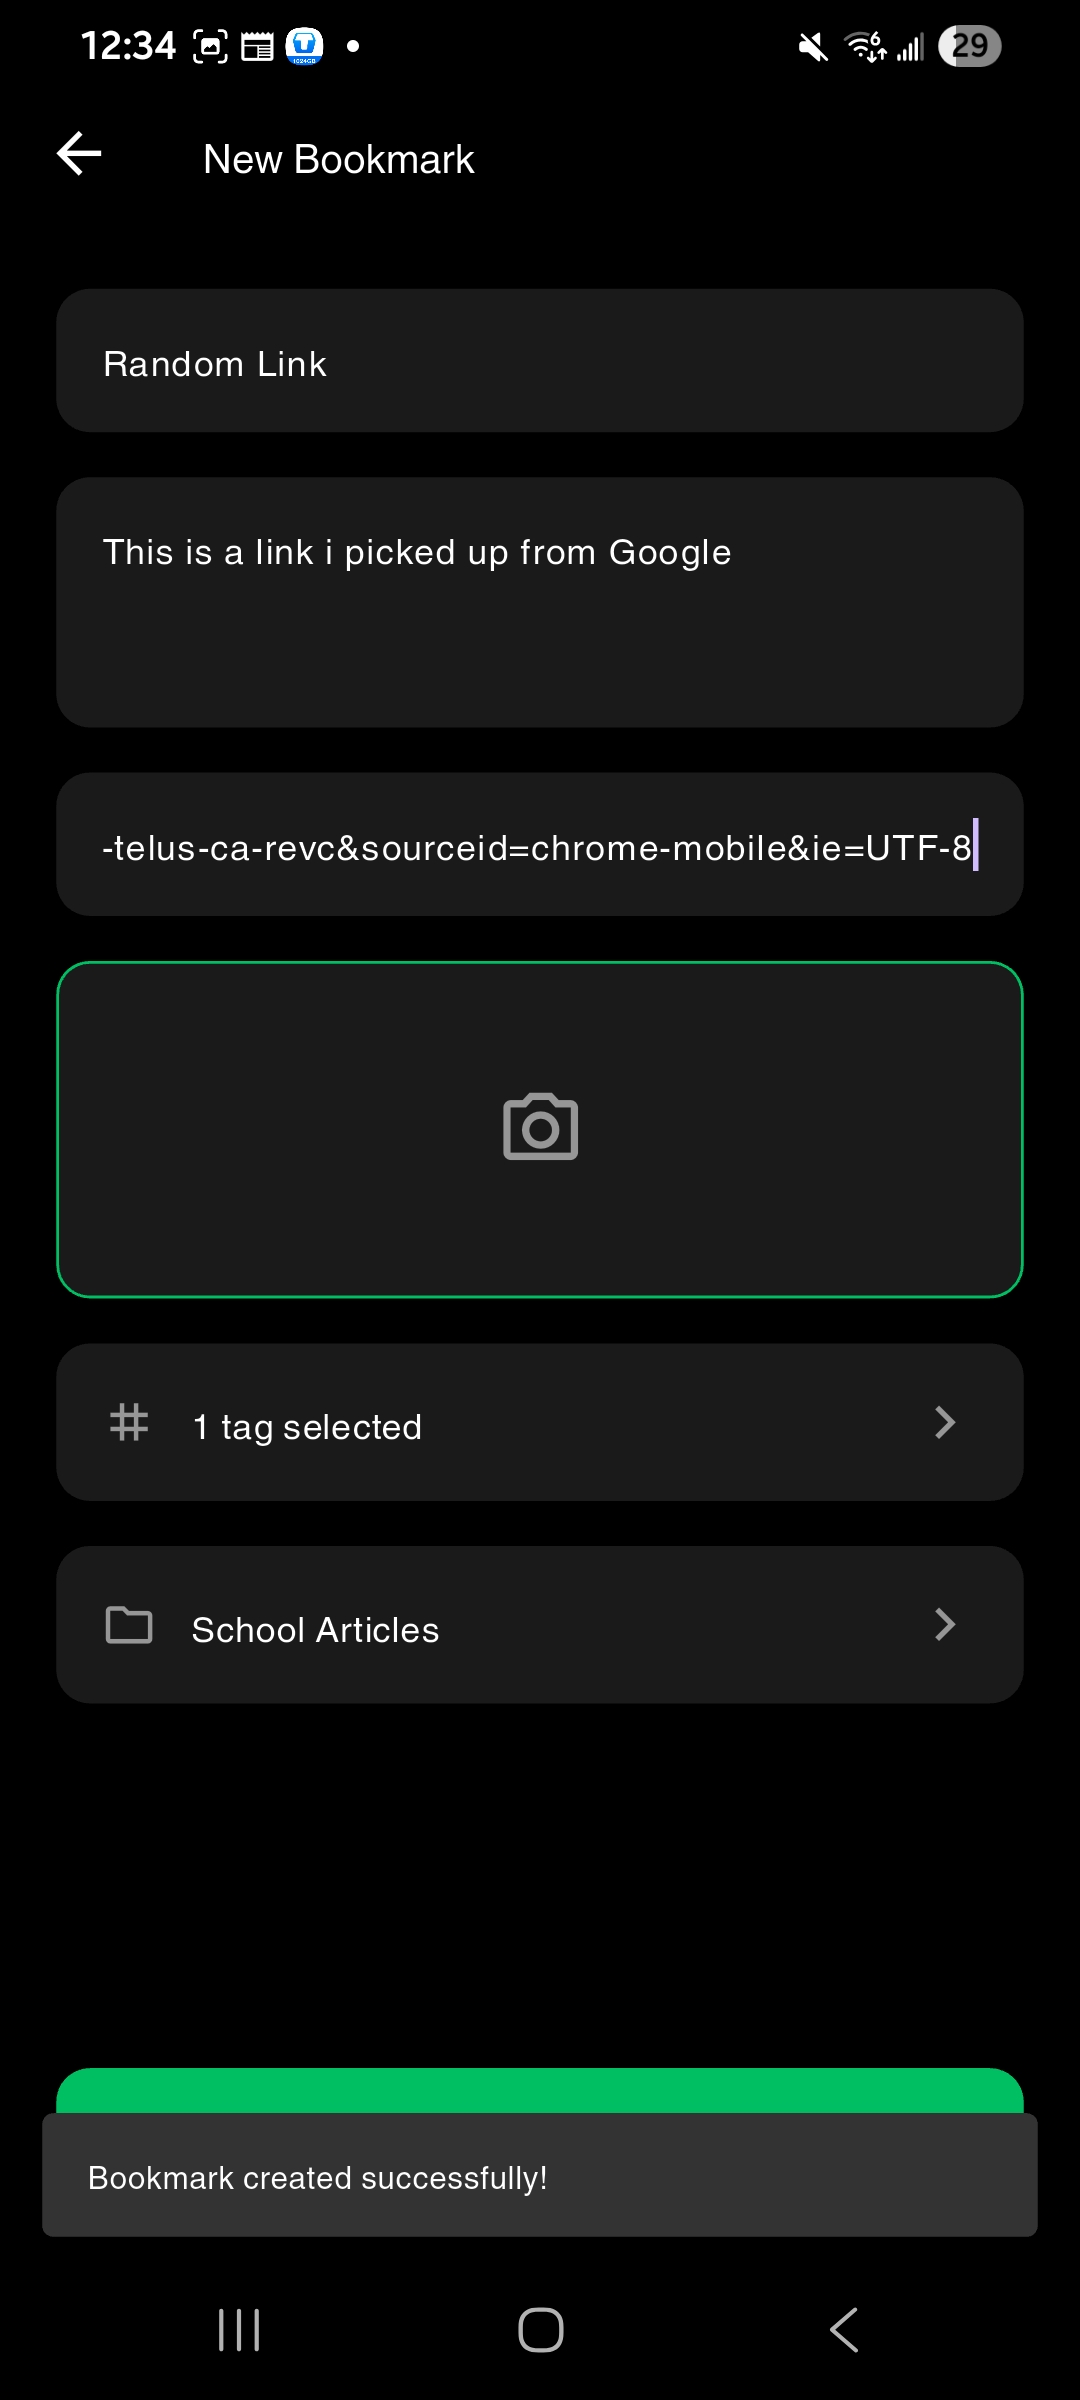 12:34
29
New Bookmark
Random Link
This is a link i picked up from Google
-telus-ca-revc&sourceid=chrome-mobile&ie=UTF-8
1 tag selected
School Articles
Bookmark created successfully!